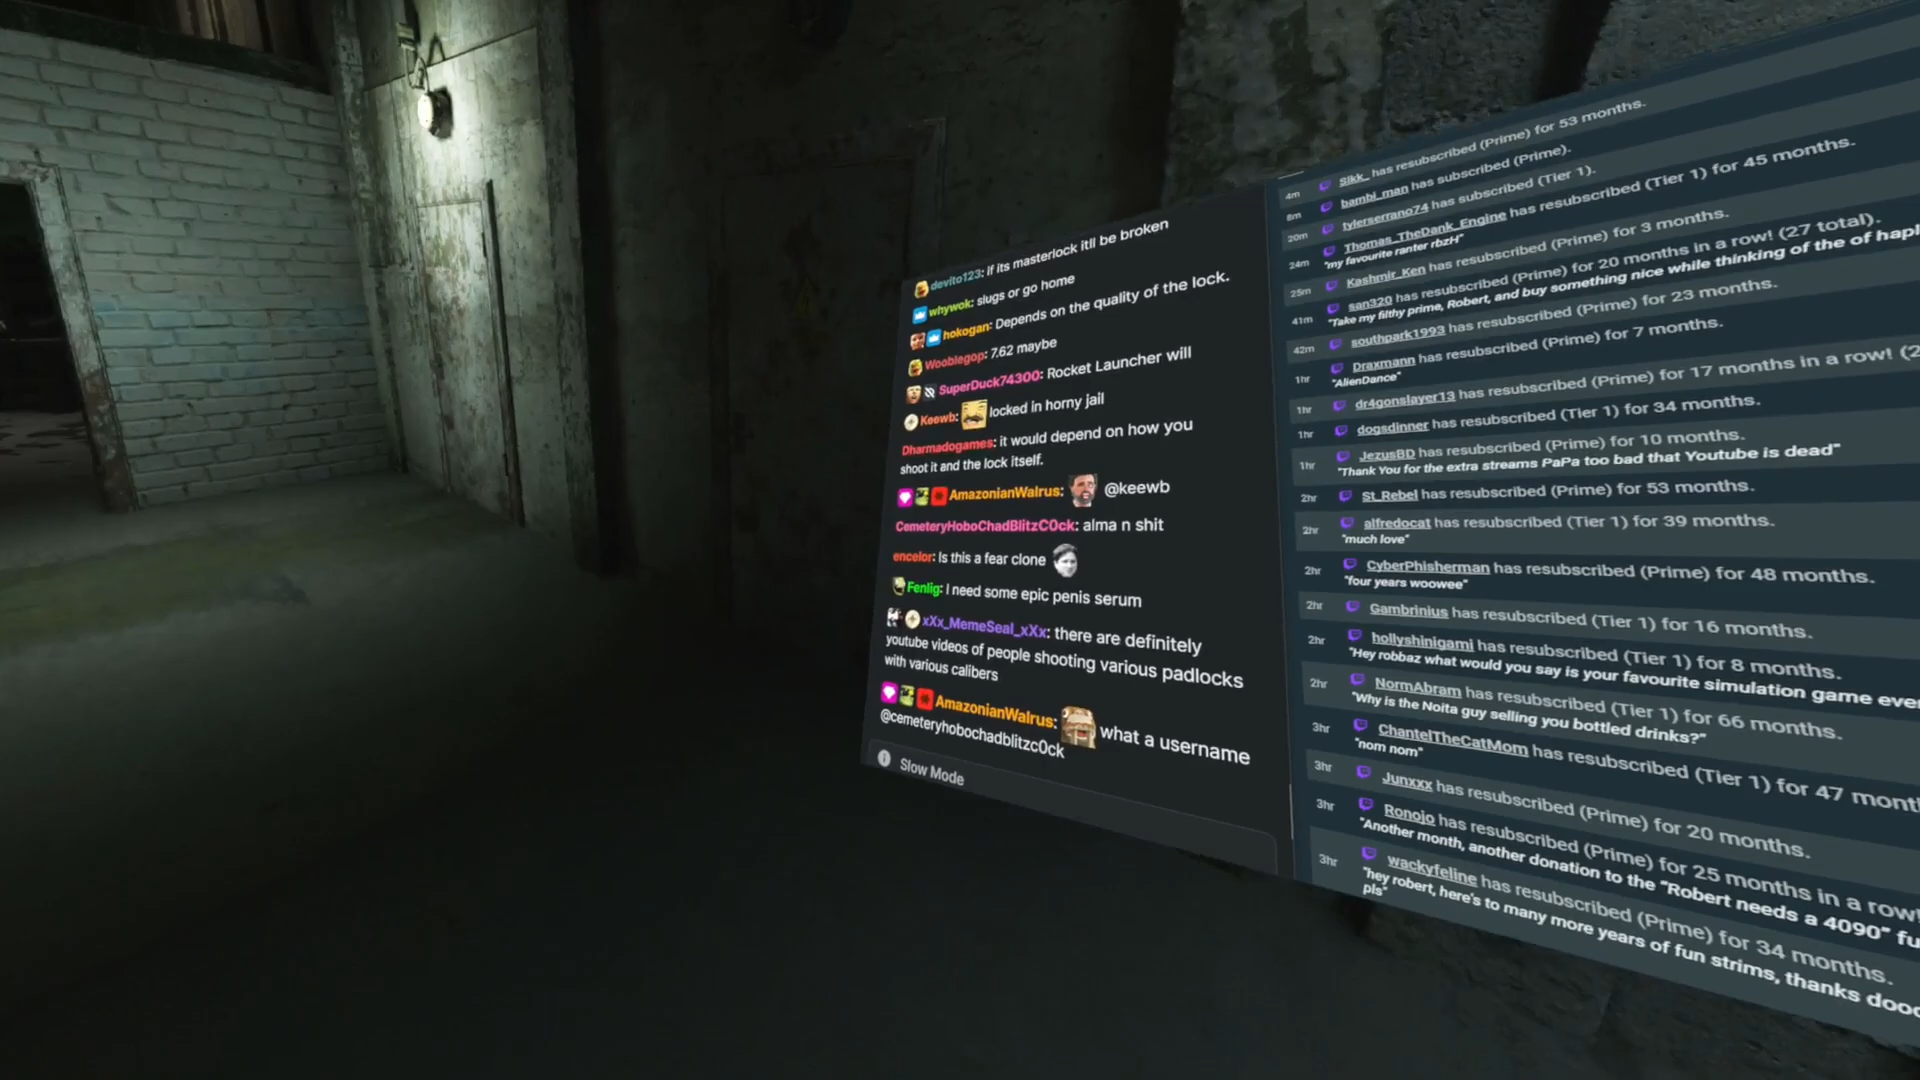 devito123: if its masterlock itll be broken
whywok: slugs or go home
hokogan: Depends on the quality of the lock.
Wooblegop: 7.62 maybe
SuperDuck74300: Rocket Launcher will
Keewb: locked in horny jail
Dharmadogames: it would depend on how you
shoot it and the lock itself.
AmazonianWalrus: @keewb
CemeteryHoboChadBlitzC0ck: alma n shit
encelor: Is this a fear clone
Fenlig: I need some epic penis serum
xXx_MemeSeal_xXx: there are definitely
youtube videos of people shooting various padlocks
with various calibers
AmazonianWalrus: what a username
@cemeteryhobochadblitzc0ck
Slow Mode
4m Sikk_ has resubscribed (Prime) for 53 months.
8m bambi_man has subscribed (Prime).
20m tylerserrano74 has subscribed (Tier 1).
24m Thomas_TheDank_Engine has resubscribed (Tier 1) for 45 months.
"my favourite ranter rbzH"
25m Kashmir_Ken has resubscribed (Prime) for 3 months.
41m san320 has resubscribed (Prime) for 20 months in a row! (27 total).
"Take my filthy prime, Robert, and buy something nice while thinking of the of hapl
42m southpark1993 has resubscribed (Prime) for 23 months.
1hr Draxmann has resubscribed (Prime) for 7 months.
"AlienDance"
1hr dr4gonslayer13 has resubscribed (Prime) for 17 months in a row! (2
1hr dogsdinner has resubscribed (Tier 1) for 34 months.
1hr JezusBD has resubscribed (Prime) for 10 months.
"Thank You for the extra streams PaPa too bad that Youtube is dead"
2hr St_Rebel has resubscribed (Prime) for 53 months.
2hr alfredocat has resubscribed (Tier 1) for 39 months.
"much love"
2hr CyberPhisherman has resubscribed (Prime) for 48 months.
"four years woowee"
2hr Gambrinius has resubscribed (Tier 1) for 16 months.
2hr hollyshinigami has resubscribed (Tier 1) for 8 months.
"Hey robbaz what would you say is your favourite simulation game eve
2hr NormAbram has resubscribed (Tier 1) for 66 months.
"Why is the Noita guy selling you bottled drinks?"
3hr ChantelTheCatMom has resubscribed (Tier 1) for 47 mont
"nom nom"
3hr Junxxx has resubscribed (Prime) for 20 months.
3hr Ronojo has resubscribed (Prime) for 25 months in a row!
"Another month, another donation to the "Robert needs a 4090" fu
3hr Wackyfeline has resubscribed (Prime) for 34 months.
"hey robert, here's to many more years of fun strims, thanks dooc
pls"